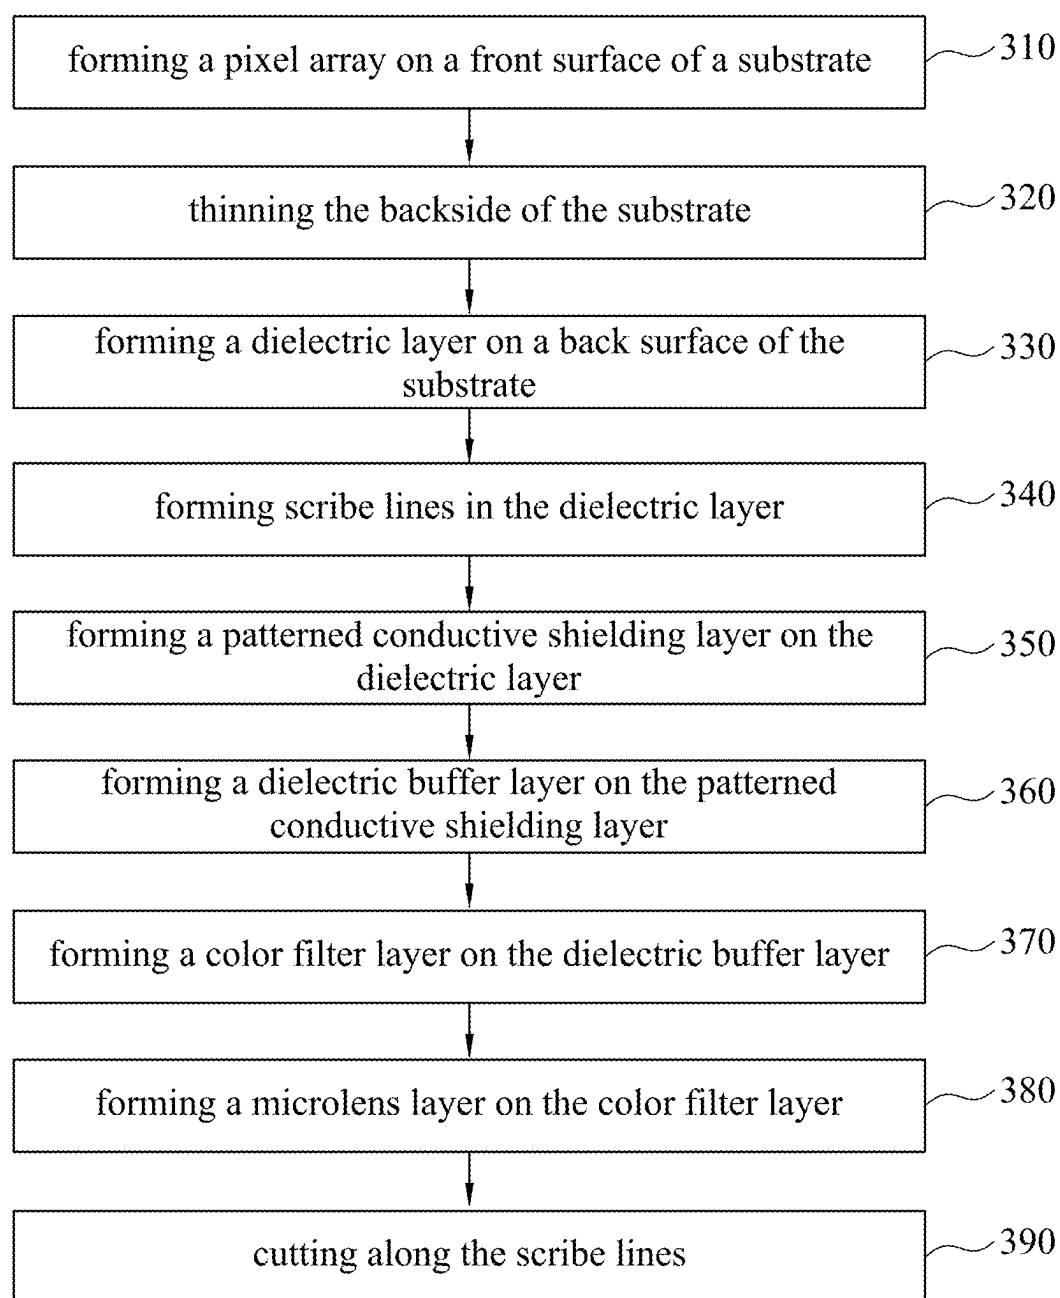 forming a pixel array on a front surface of a substrate
310
thinning the backside of the substrate
320
forming a dielectric layer on a back surface of the
substrate
330
forming scribe lines in the dielectric layer
340
forming a patterned conductive shielding layer on the
dielectric layer
350
forming a dielectric buffer layer on the patterned
conductive shielding layer
360
forming a color filter layer on the dielectric buffer layer
370
forming a microlens layer on the color filter layer
380
cutting along the scribe lines
390